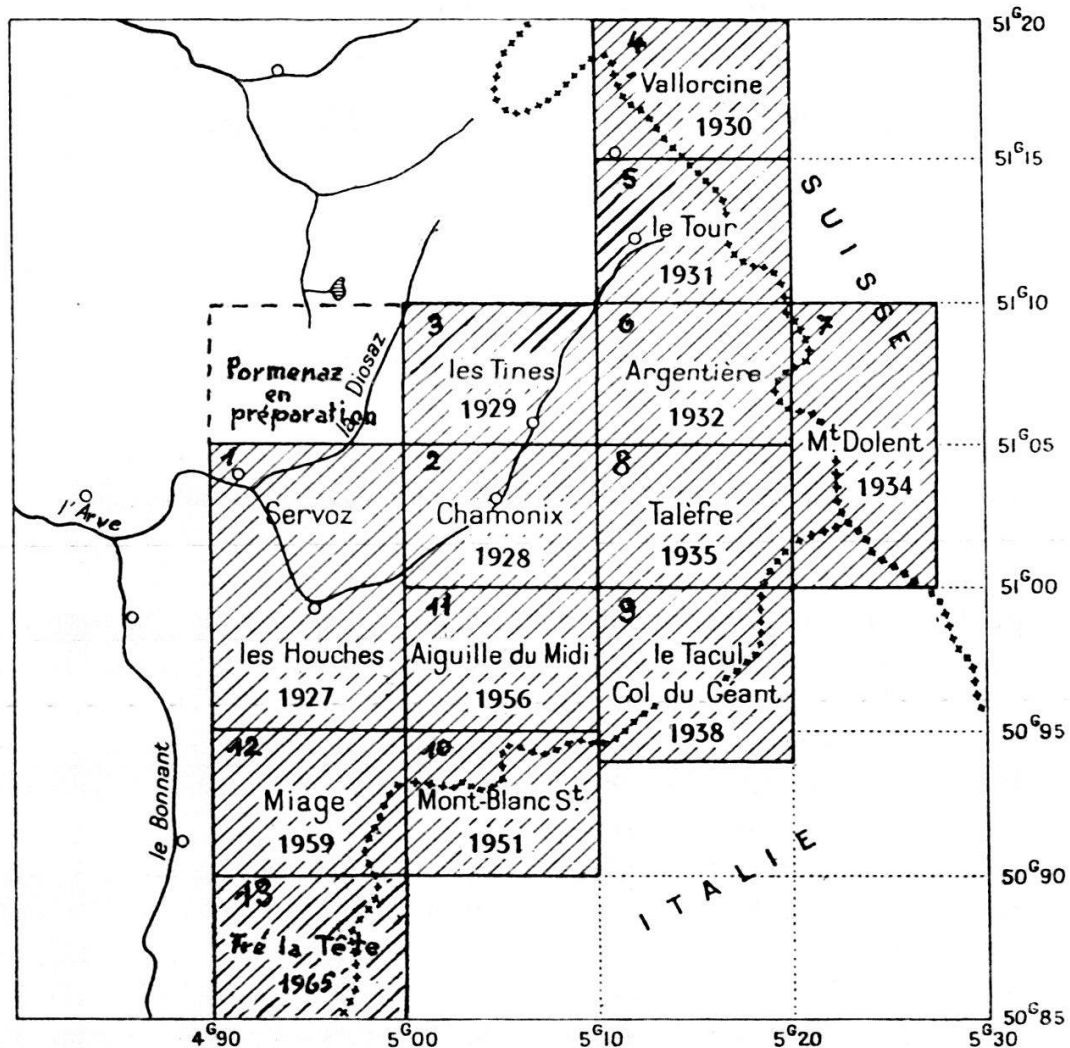 51ᴳ20
4
Vallorcine
1930
51ᴳ15
5
le Tour
1931
SUISSE
51ᴳ10
3
les Tines
1929
6
Argentière
1932
7
Mᵗ Dolent
1934
Pormenaz
en
préparation
la Diosaz
51ᴳ05
1
Servoz
les Houches
1927
2
Chamonix
1928
8
Talèfre
1935
l'Arve
51ᴳ00
11
Aiguille du Midi
1956
9
le Tacul
Col du Géant
1938
50ᴳ95
le Bonnant
12
Miage
1959
10
Mont-Blanc Sᵗ
1951
ITALIE
50ᴳ90
13
Tré la Tête
1965
50ᴳ85
4ᴳ90
5ᴳ00
5ᴳ10
5ᴳ20
5ᴳ30